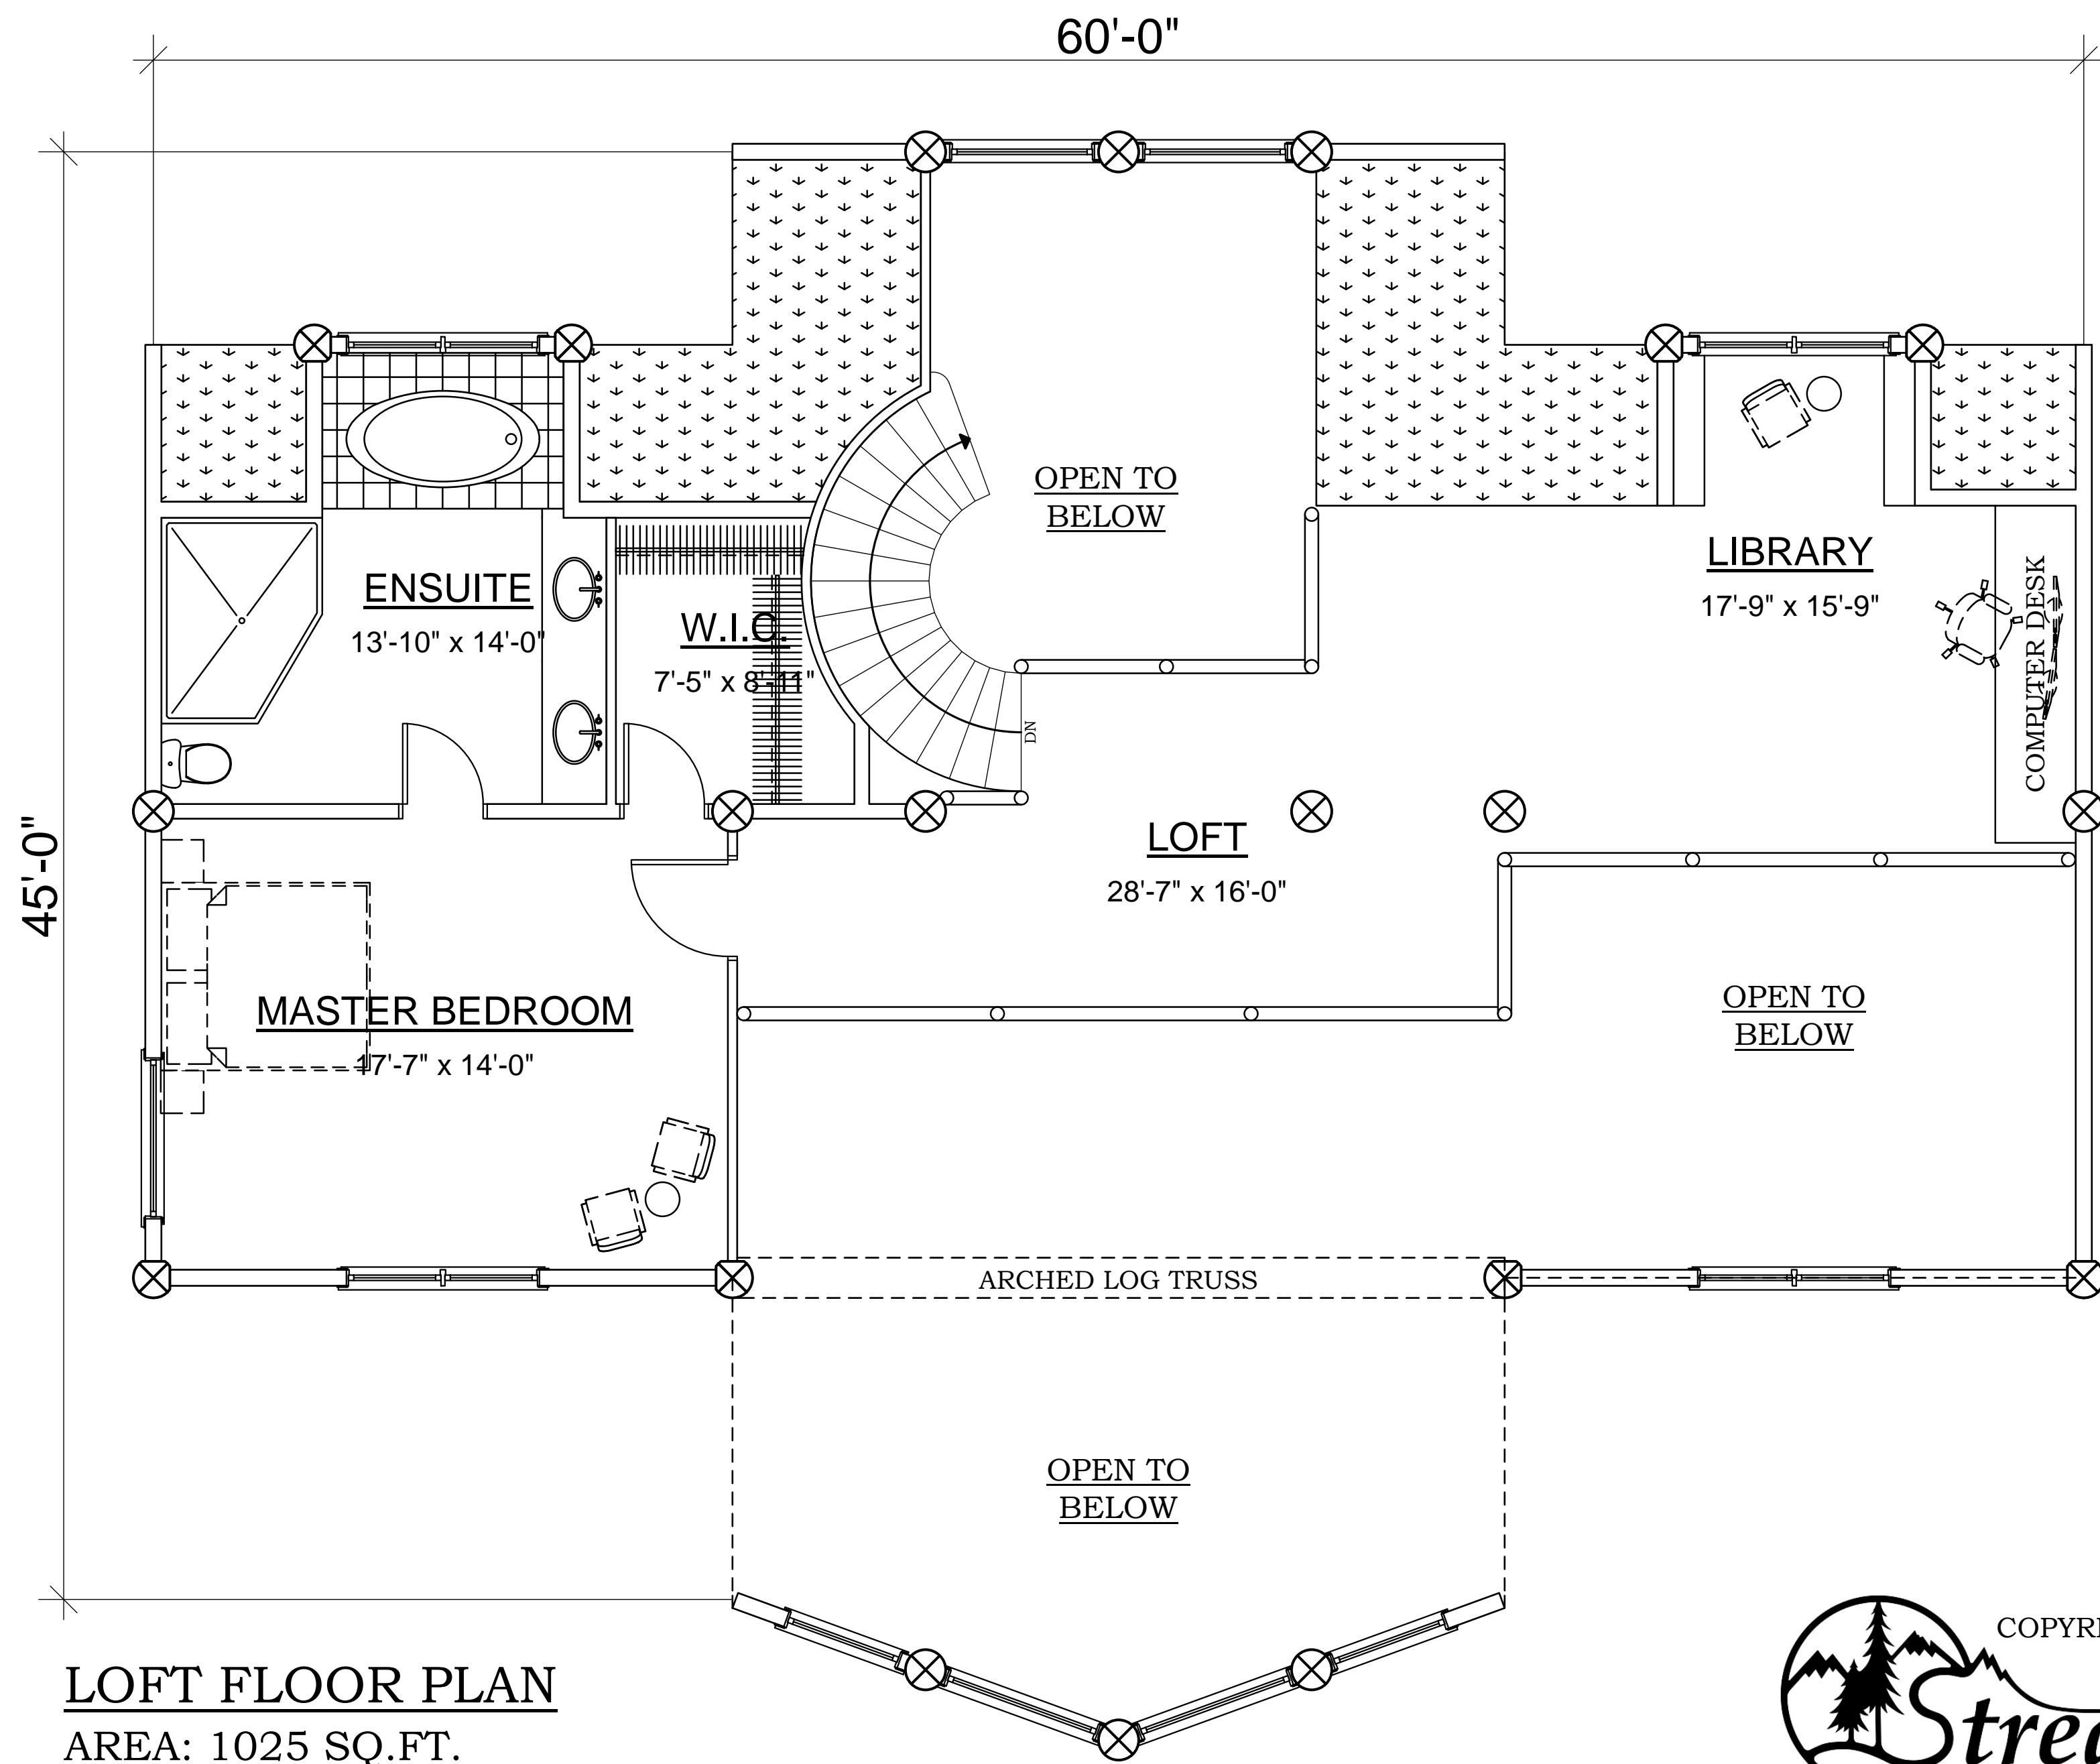 60'-0"
45'-0"
OPEN TO
BELOW
ENSUITE
13'-10" x 14'-0"
W.I.C.
7'-5" x 8'-11"
LIBRARY
17'-9" x 15'-9"
COMPUTER DESK
DN
LOFT
28'-7" x 16'-0"
MASTER BEDROOM
17'-7" x 14'-0"
OPEN TO
BELOW
ARCHED LOG TRUSS
OPEN TO
BELOW
LOFT FLOOR PLAN
AREA: 1025 SQ.FT.